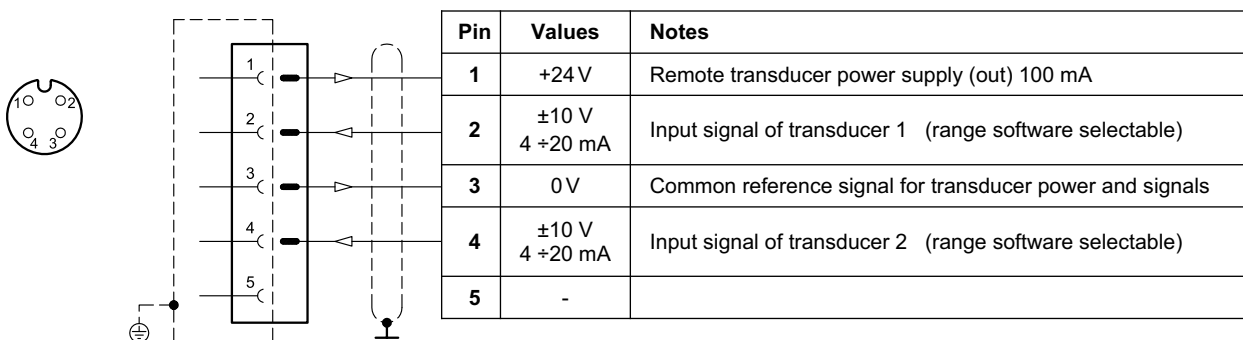 1 2
4 3
1
2
3
4
5
Pin Values Notes
1 +24 V Remote transducer power supply (out) 100 mA
2 ±10 V
4 ÷20 mA Input signal of transducer 1 (range software selectable)
3 0 V Common reference signal for transducer power and signals
4 ±10 V
4 ÷20 mA Input signal of transducer 2 (range software selectable)
5 -